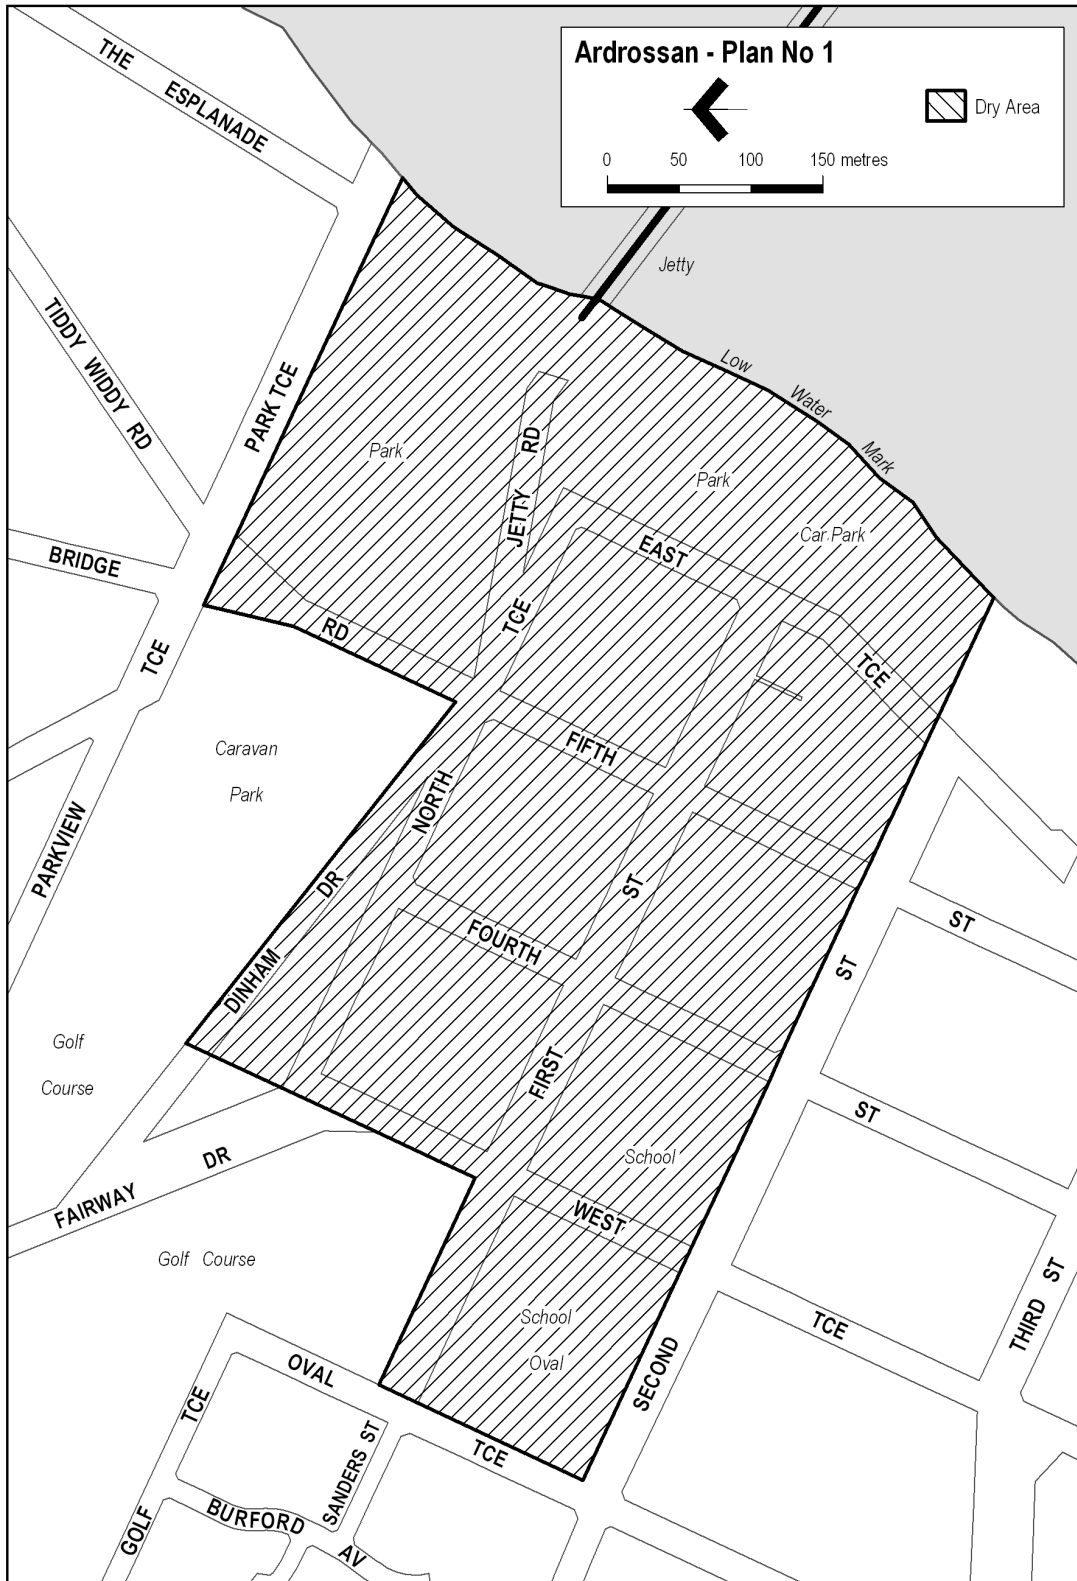 Ardrossan - Plan No 1
Dry Area
0 50 100 150 metres
THE ESPLANADE
Jetty
TIDDY WIDDY RD
PARK TCE
Low Water Mark
Park
JETTY RD
Park
Car Park
EAST TCE
BRIDGE RD
TCE
PARKVIEW TCE
Caravan
Park
FIFTH ST
NORTH
DINHAM DR
FOURTH ST
FIRST ST
Golf
Course
School
FAIRWAY DR
WEST TCE
Golf Course
School
Oval
SECOND ST
THIRD ST
OVAL TCE
GOLF TCE
SANDERS ST
BURFORD AV